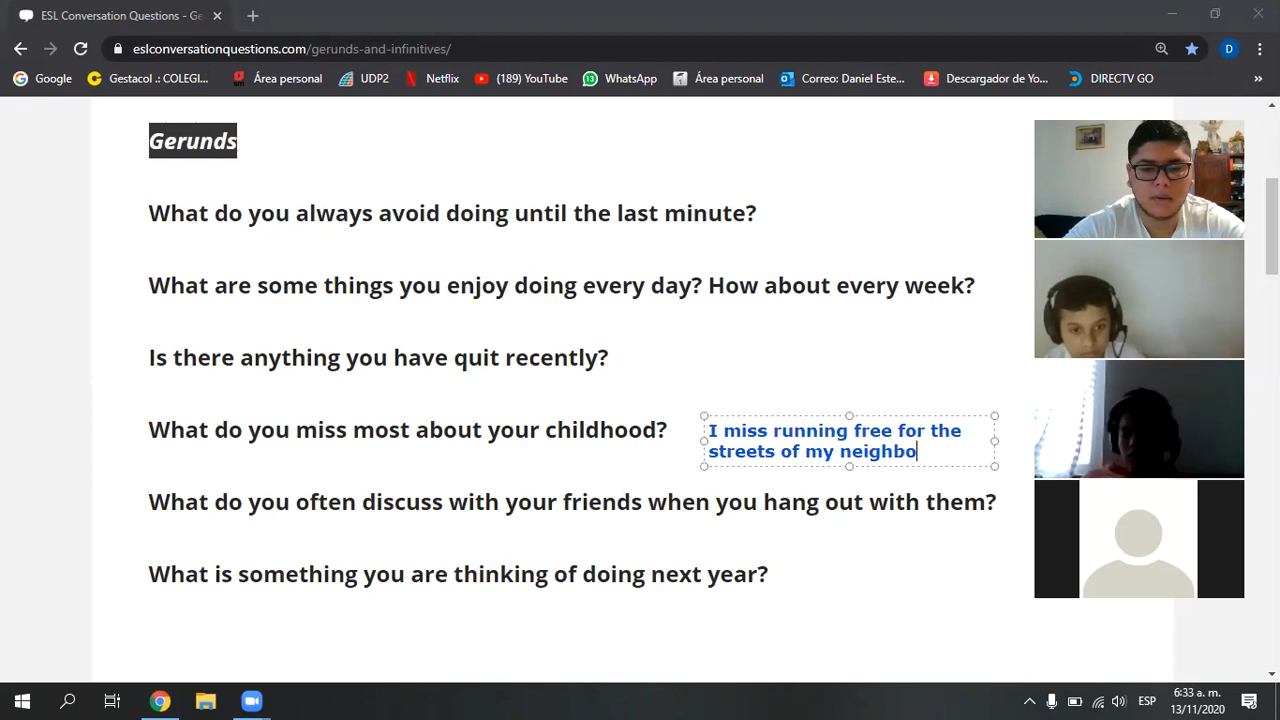 ESL Conversation Questions - Ge
eslconversationquestions.com/gerunds-and-infinitives/
D
Google
Gestacol .: COLEGI...
Área personal
UDP2
Netflix
(189) YouTube
13
WhatsApp
Área personal
Correo: Daniel Este...
Descargador de Yo...
DIRECTV GO
»
Gerunds
What do you always avoid doing until the last minute?
What are some things you enjoy doing every day? How about every week?
Is there anything you have quit recently?
What do you miss most about your childhood?
I miss running free for the
streets of my neighbo
What do you often discuss with your friends when you hang out with them?
What is something you are thinking of doing next year?
ESP
6:33 a. m.
13/11/2020